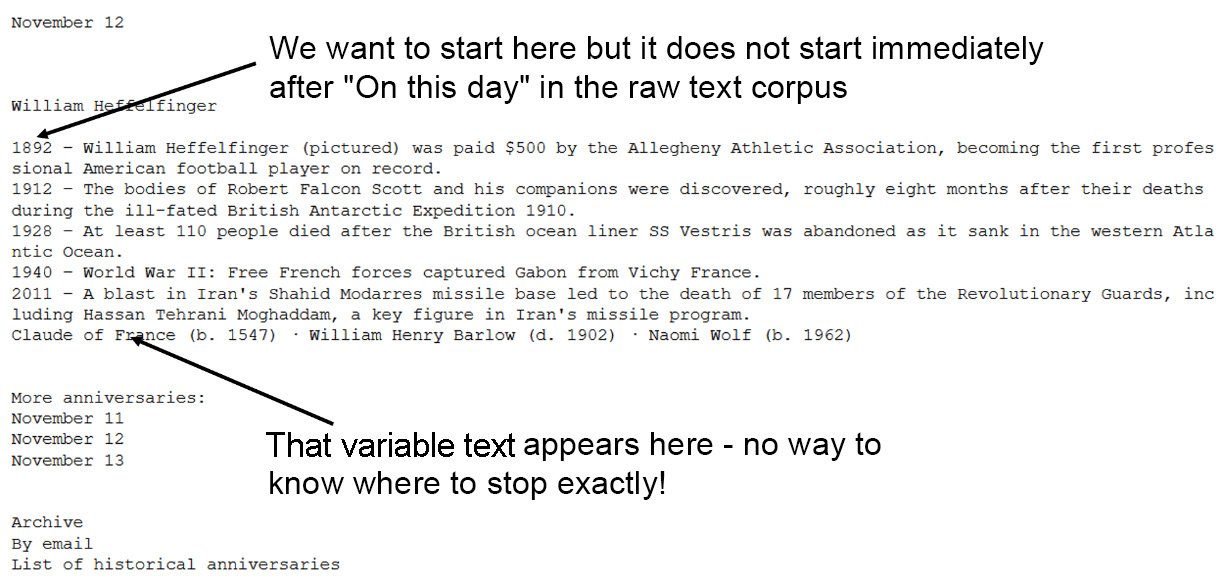 November 12
We want to start here but it does not start immediately
after "On this day" in the raw text corpus
William Heffelfinger
1892 – William Heffelfinger (pictured) was paid $500 by the Allegheny Athletic Association, becoming the first profes
sional American football player on record.
1912 – The bodies of Robert Falcon Scott and his companions were discovered, roughly eight months after their deaths
during the ill-fated British Antarctic Expedition 1910.
1928 – At least 110 people died after the British ocean liner SS Vestris was abandoned as it sank in the western Atla
ntic Ocean.
1940 – World War II: Free French forces captured Gabon from Vichy France.
2011 – A blast in Iran's Shahid Modarres missile base led to the death of 17 members of the Revolutionary Guards, inc
luding Hassan Tehrani Moghaddam, a key figure in Iran's missile program.
Claude of France (b. 1547) · William Henry Barlow (d. 1902) · Naomi Wolf (b. 1962)
More anniversaries:
November 11
November 12
November 13
That variable text appears here - no way to
know where to stop exactly!
Archive
By email
List of historical anniversaries